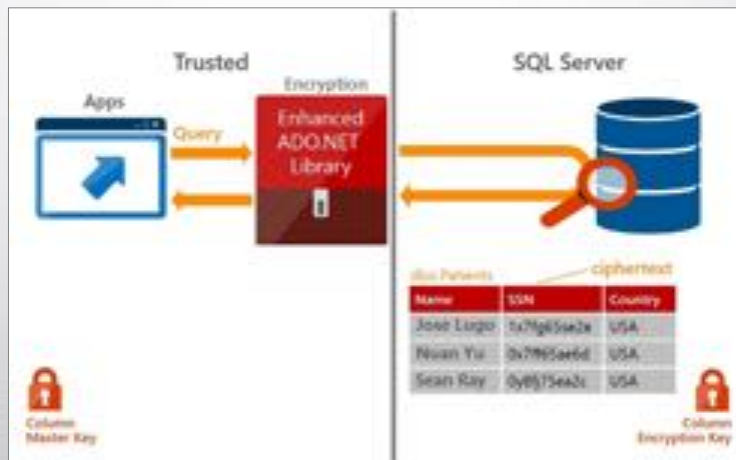 Trusted
SQL Server
Apps
Encryption
Query
Enhanced
ADO.NET
Library
dbo.Patients
ciphertext
Name SSN Country
Jose Lugo USA
Nuan Yu USA
Sean Ray USA
Column
Master Key
Column
Encryption Key